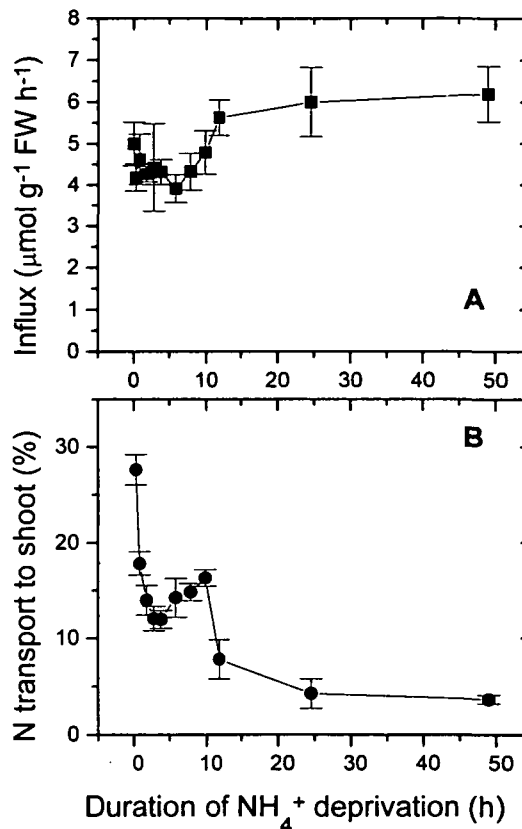 8
7
6
5
4
3
2
1
0
Influx (µmol g⁻¹ FW h⁻¹)
A
0 10 20 30 40 50
30
20
10
0
N transport to shoot (%)
B
0 10 20 30 40 50
Duration of NH₄⁺ deprivation (h)